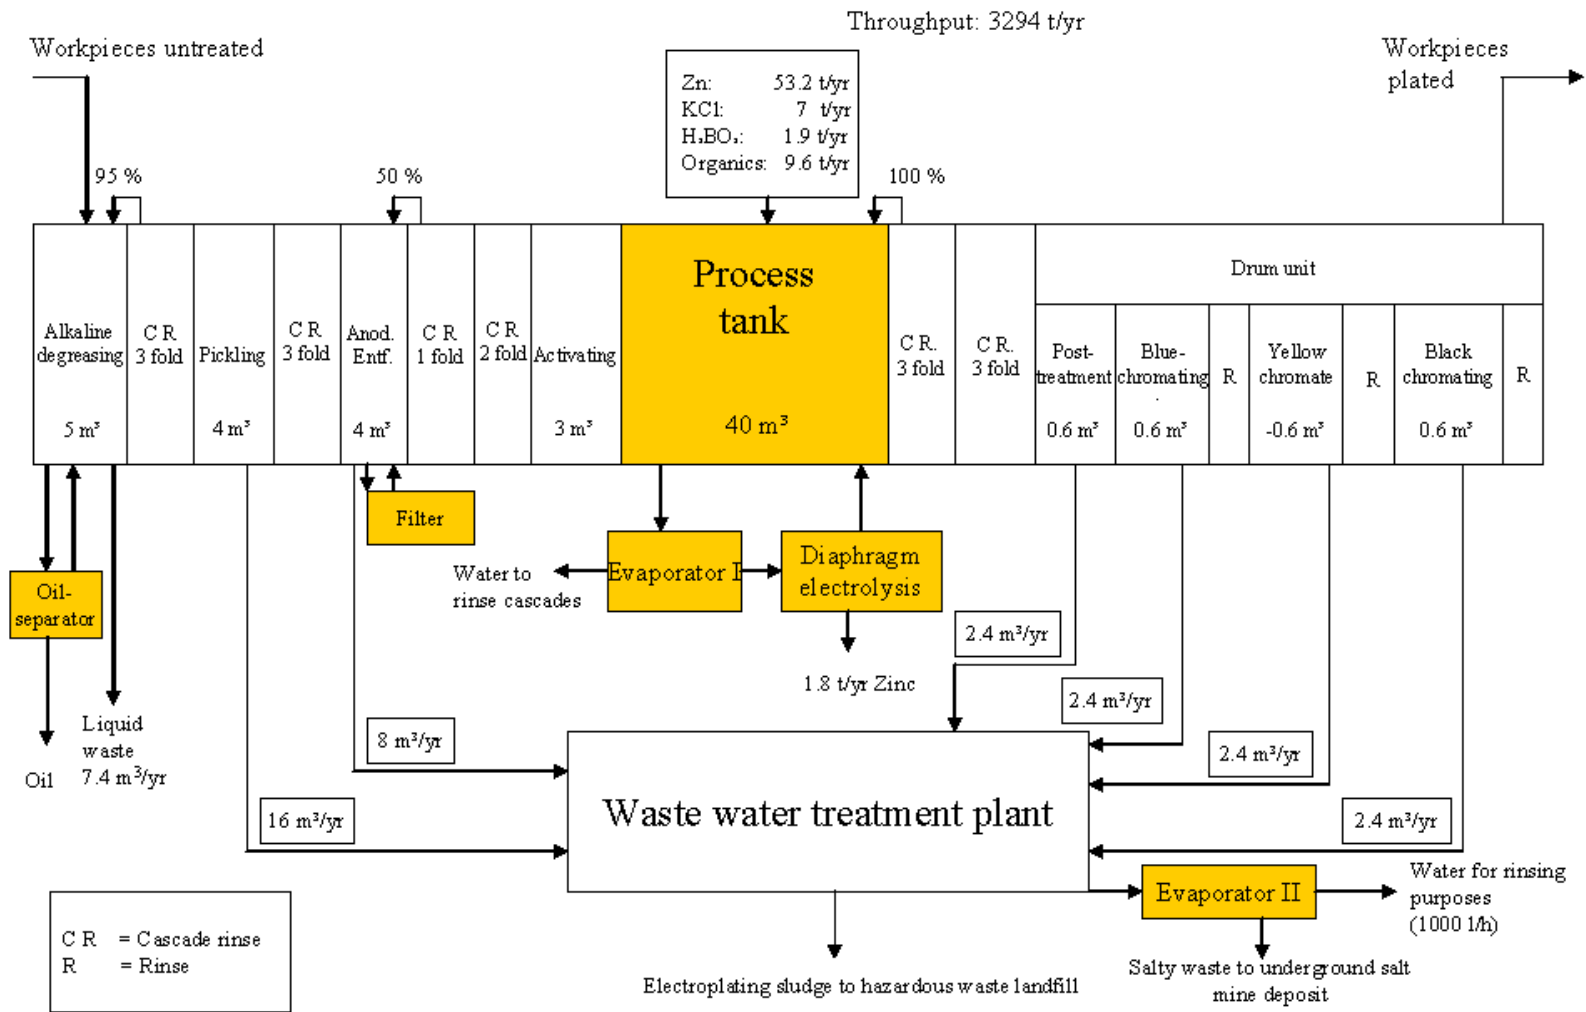 Throughput: 3294 t/yr
Workpieces untreated
Workpieces
plated
Zn: 53.2 t/yr
KCl: 7 t/yr
H₃BO₃: 1.9 t/yr
Organics: 9.6 t/yr
95 %
50 %
100 %
Alkaline
degreasing
5 m³
C R
3 fold
Pickling
4 m³
C R
3 fold
Anod.
Entf.
4 m³
C R
1 fold
C R
2 fold
Activating
3 m³
Process
tank
40 m³
C R.
3 fold
C R.
3 fold
Drum unit
Post-
treatment
0.6 m³
Blue-
chromating
.
0.6 m³
R
Yellow
chromate
-0.6 m³
R
Black
chromating
0.6 m³
R
Filter
Oil-
separator
Water to
rinse cascades
Evaporator I
Diaphragm
electrolysis
1.8 t/yr Zinc
2.4 m³/yr
2.4 m³/yr
2.4 m³/yr
2.4 m³/yr
Oil
Liquid
waste
7.4 m³/yr
8 m³/yr
16 m³/yr
Waste water treatment plant
Evaporator II
Water for rinsing
purposes
(1000 l/h)
Salty waste to underground salt
mine deposit
Electroplating sludge to hazardous waste landfill
C R = Cascade rinse
R = Rinse